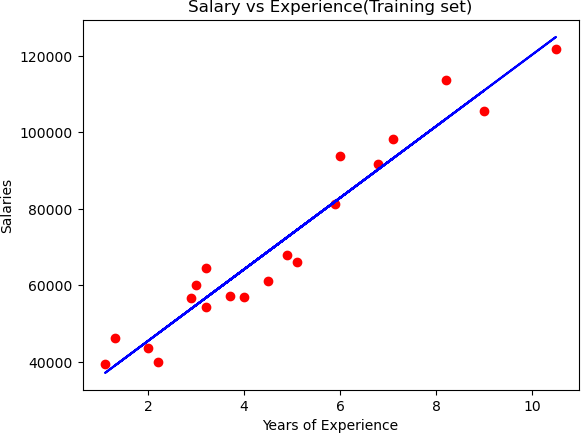 Salary vs Experience(Training set)
120000
100000
80000
60000
40000
Salaries
2 4 6 8 10
Years of Experience